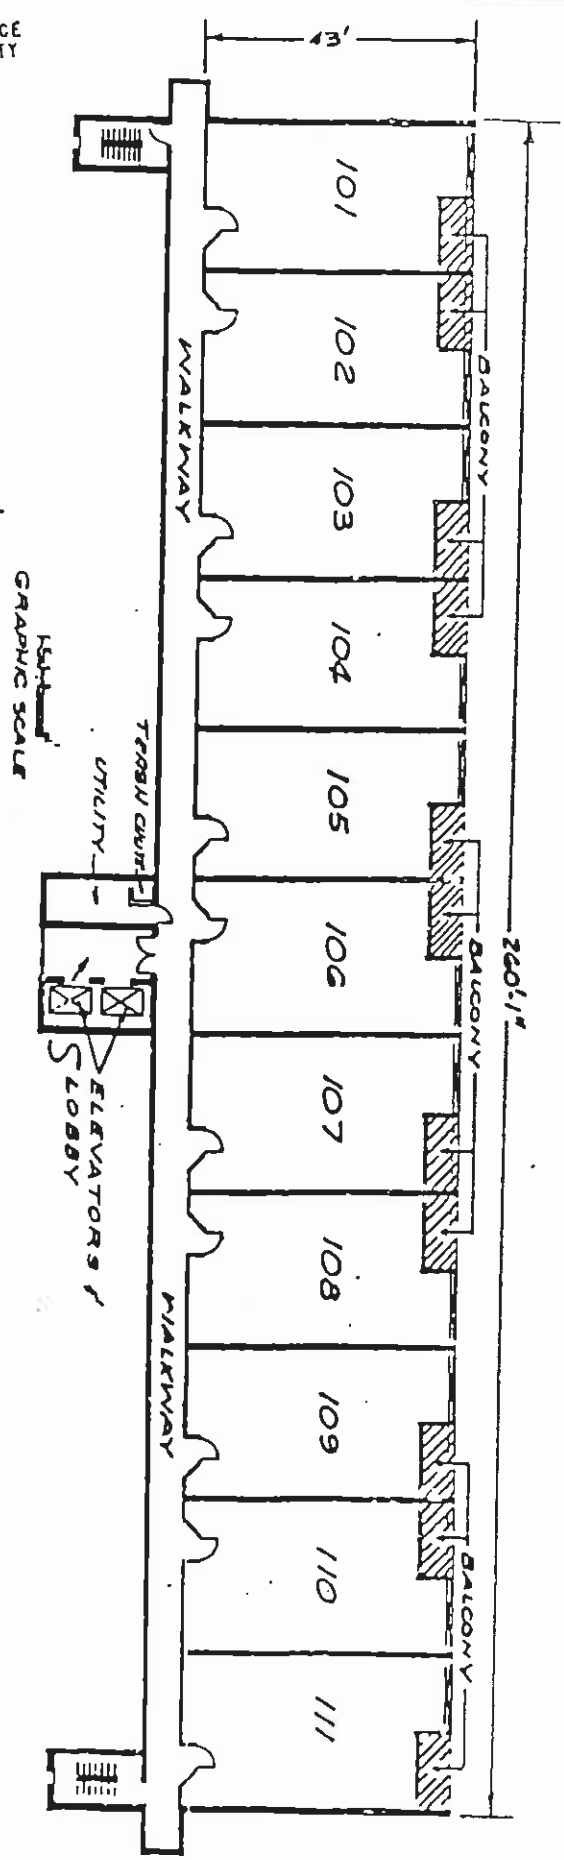 43'
101
102
103
104
105
106
107
108
109
110
111
BALCONY
BALCONY
BALCONY
260'-1"
WALKWAY
WALKWAY
TRASH
UTILITY
ELEVATORS &
LOBBY
GRAPHIC SCALE